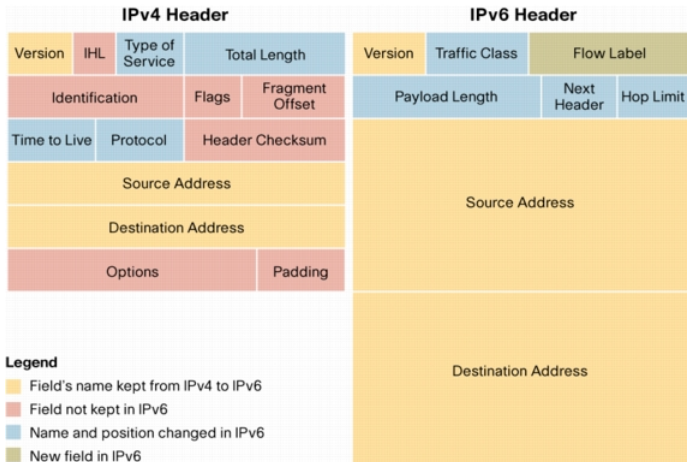 IPv4 Header
Version IHL Type of Service Total Length
Identification Flags Fragment Offset
Time to Live Protocol Header Checksum
Source Address
Destination Address
Options Padding
IPv6 Header
Version Traffic Class Flow Label
Payload Length Next Header Hop Limit
Source Address
Destination Address
Legend
Field's name kept from IPv4 to IPv6
Field not kept in IPv6
Name and position changed in IPv6
New field in IPv6